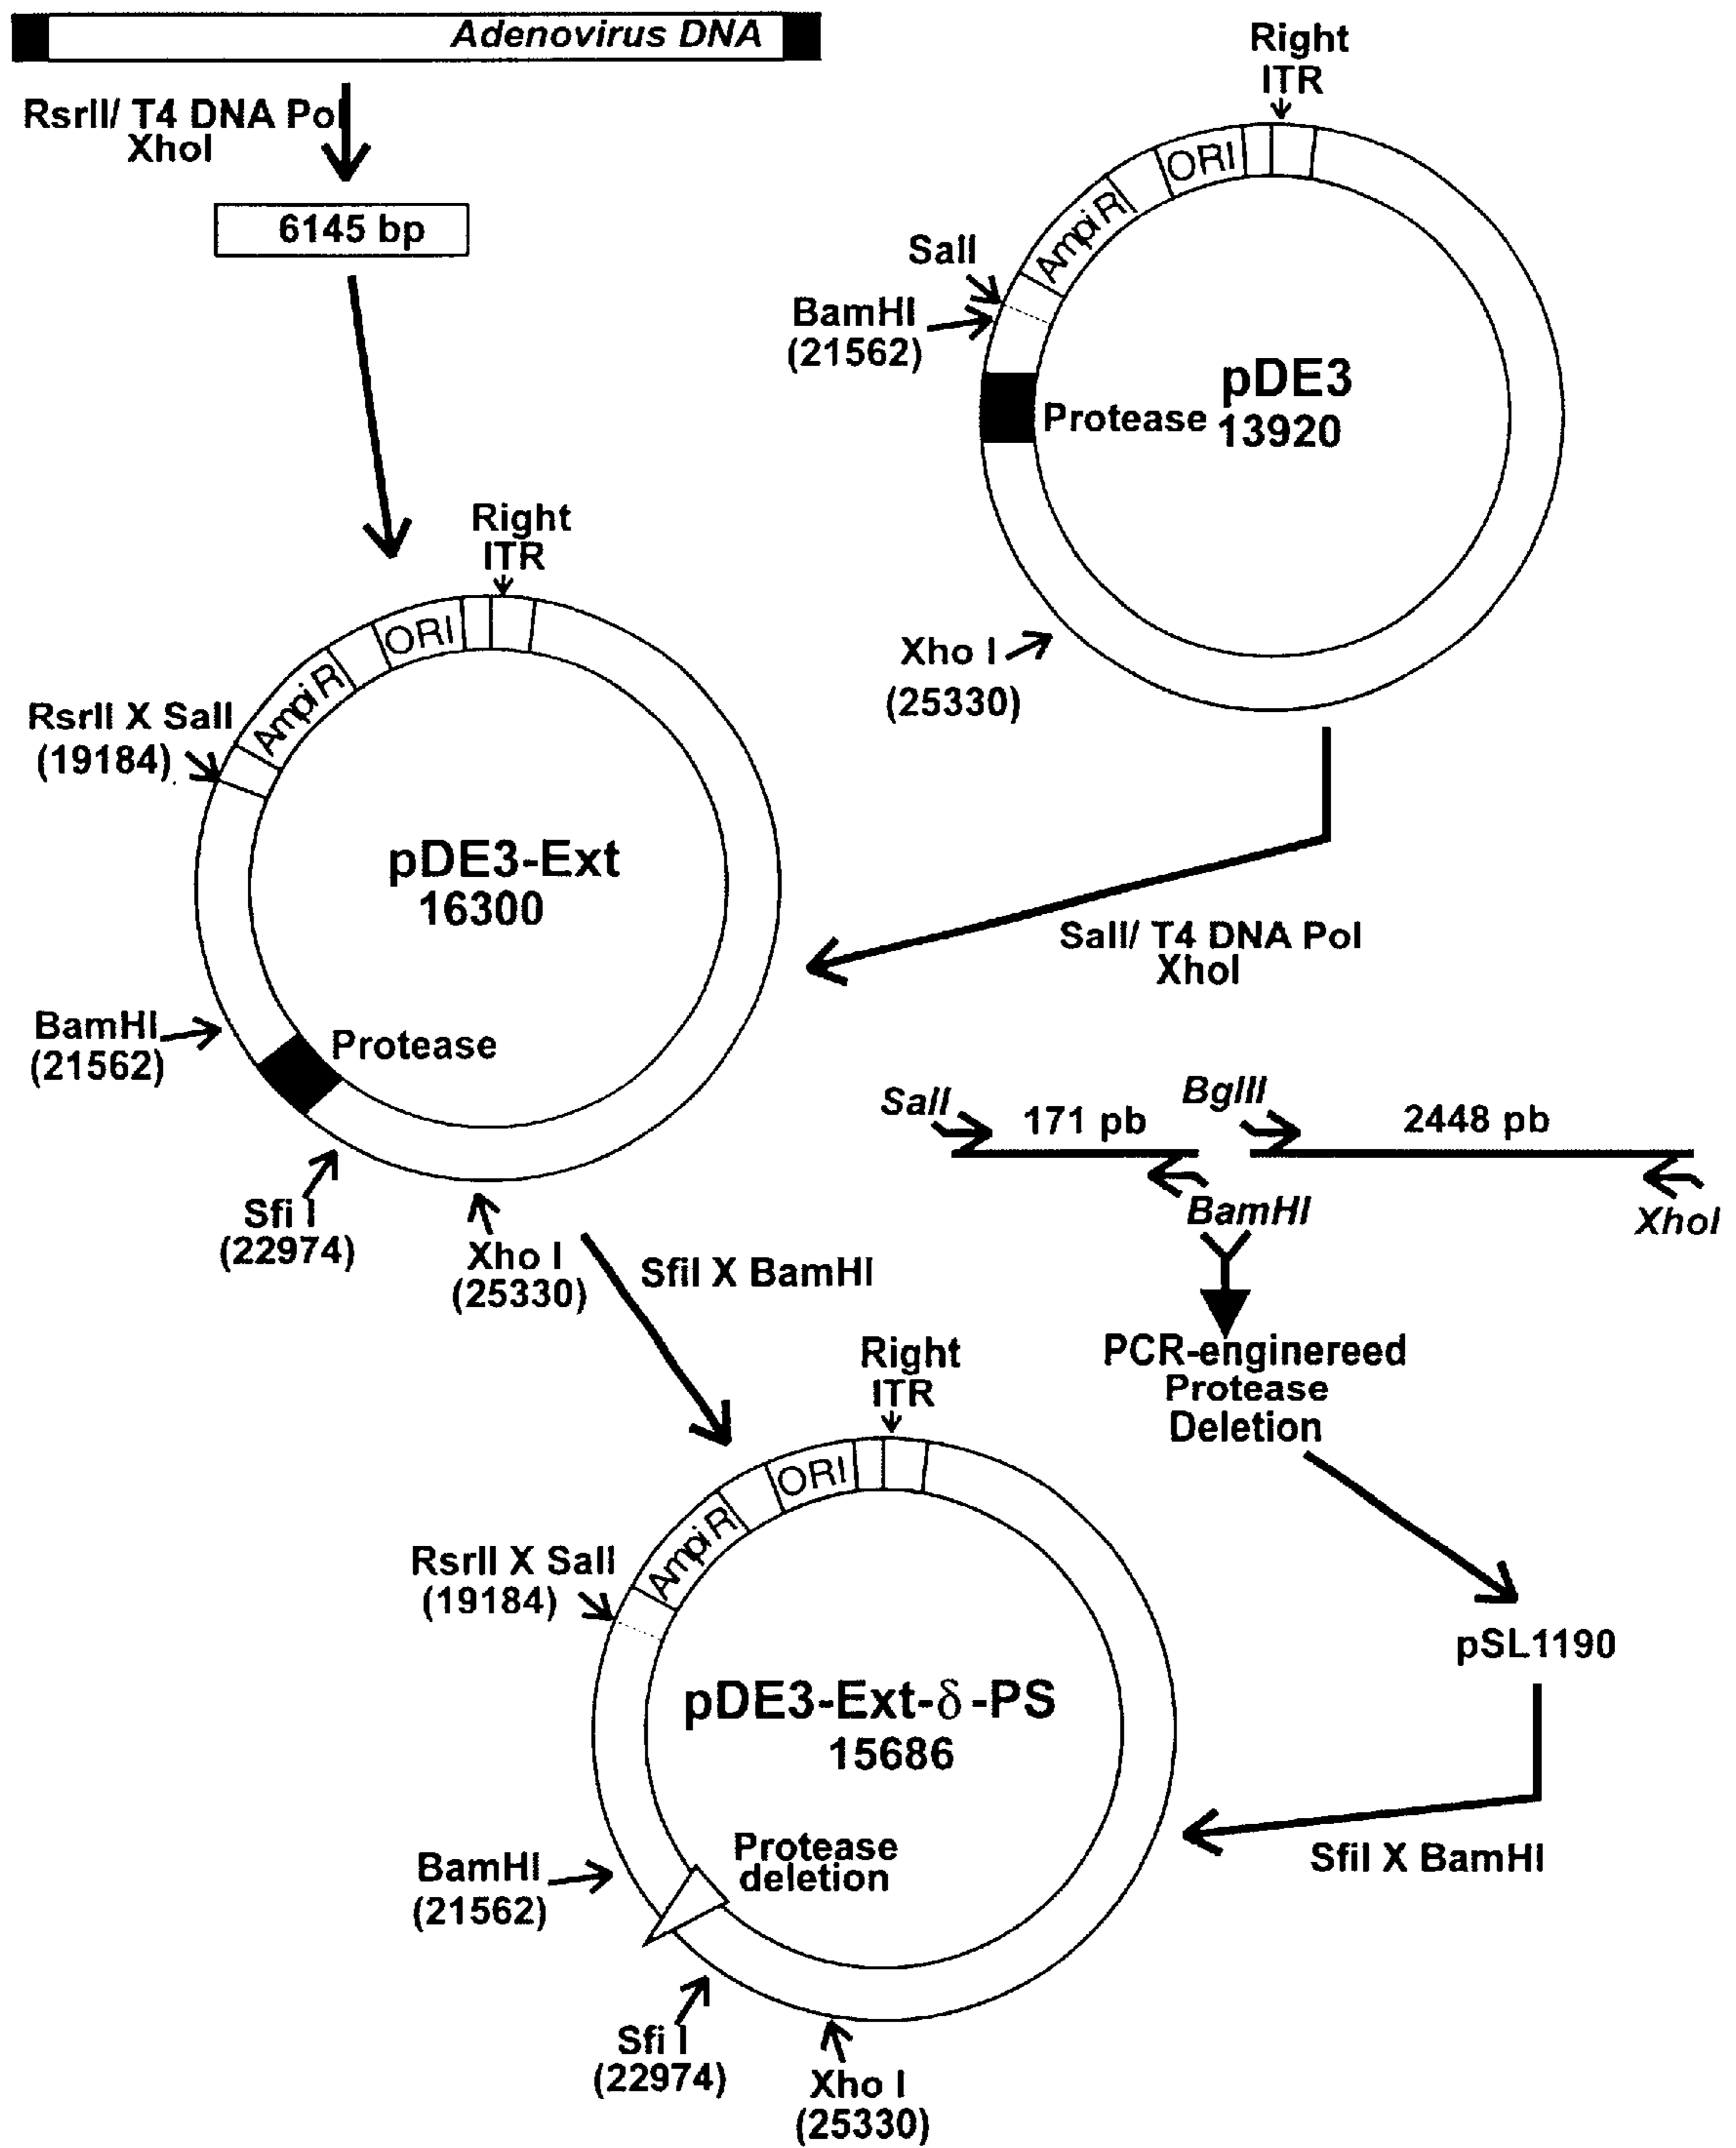 Adenovirus DNA
RsrII/ T4 DNA Pol
XhoI
6145 bp
Right
ITR
ORI
AmpiR
SalI
BamHI
(21562)
pDE3
13920
Protease
Xho I
(25330)
Right
ITR
ORI
AmpiR
RsrII X SalI
(19184)
pDE3-Ext
16300
SalI/ T4 DNA Pol
XhoI
BamHI
(21562)
Protease
Sfi I
(22974)
Xho I
(25330)
SfiI X BamHI
SalI
171 pb
BglII
2448 pb
BamHI
XhoI
PCR-enginereed
Protease
Deletion
pSL1190
SfiI X BamHI
Right
ITR
ORI
AmpiR
RsrII X SalI
(19184)
pDE3-Ext-δ-PS
15686
BamHI
(21562)
Protease
deletion
Sfi I
(22974)
Xho I
(25330)